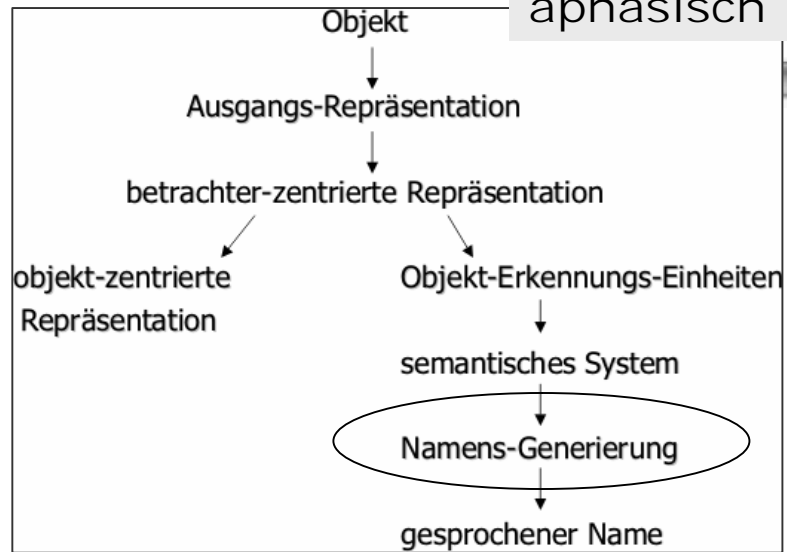 aphasisch
Objekt
Ausgangs-Repräsentation
betrachter-zentrierte Repräsentation
objekt-zentrierte
Repräsentation
Objekt-Erkennungs-Einheiten
semantisches System
Namens-Generierung
gesprochener Name